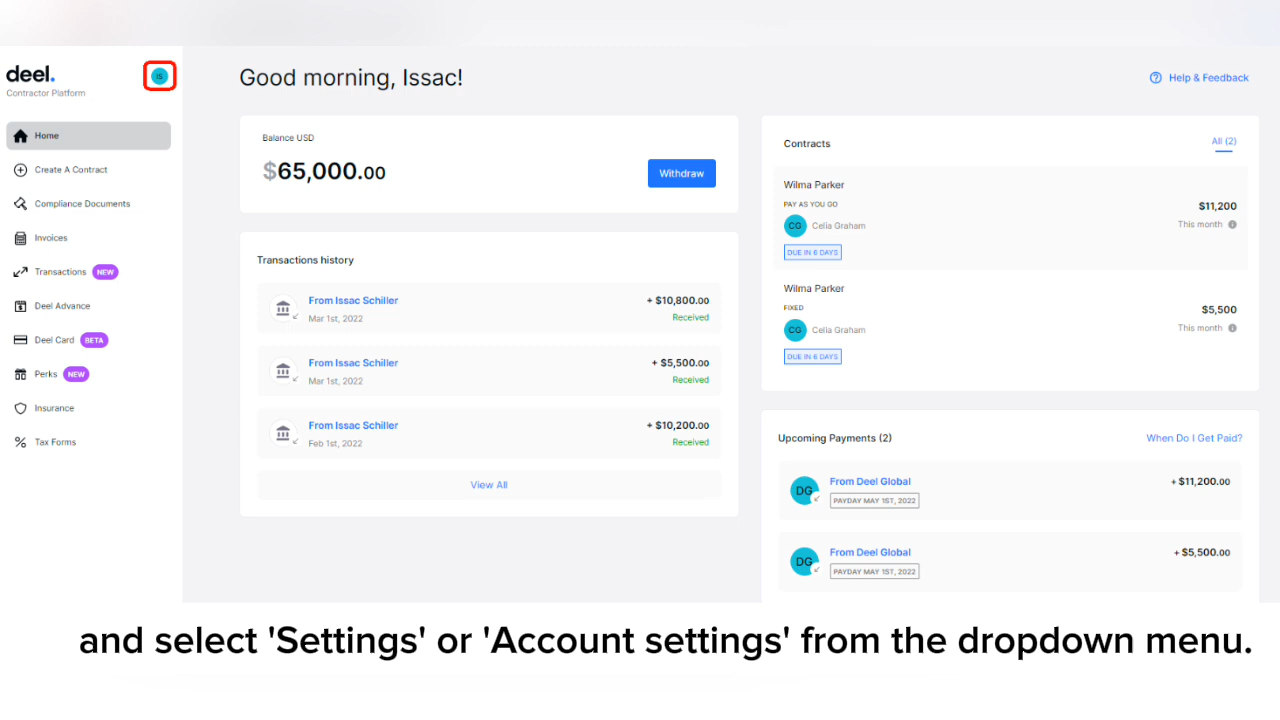 deel.
Contractor Platform
IS
Home
Create A Contract
Compliance Documents
Invoices
Transactions NEW
Deel Advance
Deel Card BETA
Perks NEW
Insurance
Tax Forms
Good morning, Issac!
Help & Feedback
Balance USD
$65,000.00
Withdraw
Transactions history
From Issac Schiller
+ $10,800.00
Mar 1st, 2022
Received
From Issac Schiller
+ $5,500.00
Mar 1st, 2022
Received
From Issac Schiller
+ $10,200.00
Feb 1st, 2022
Received
View All
Contracts
All (2)
Wilma Parker
PAY AS YOU GO
$11,200
CG Celia Graham
This month
DUE IN 6 DAYS
Wilma Parker
FIXED
$5,500
CG Celia Graham
This month
DUE IN 6 DAYS
Upcoming Payments (2)
When Do I Get Paid?
DG
From Deel Global
+ $11,200.00
PAYDAY MAY 1ST, 2022
DG
From Deel Global
+ $5,500.00
PAYDAY MAY 1ST, 2022
and select 'Settings' or 'Account settings' from the dropdown menu.